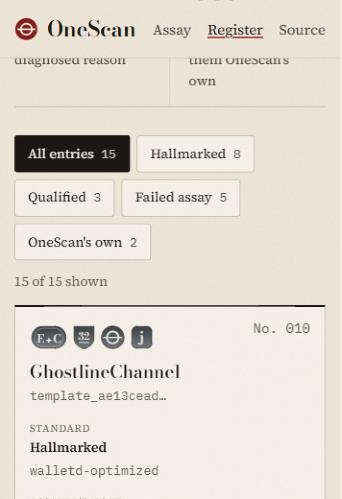 OneScan Assay Register Source
diagnosed reason
them OneScan's
own
All entries 15
Hallmarked 8
Qualified 3
Failed assay 5
OneScan's own 2
15 of 15 shown
E+C 32 j
No. 010
GhostlineChannel
template_ae13cead…
STANDARD
Hallmarked
walletd-optimized